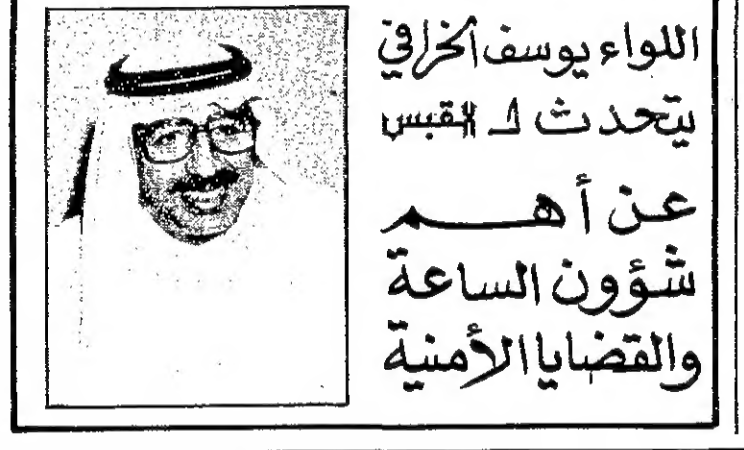 اللواء يوسف الخرافي
يتحدث لـ القبس
عن أهم
شؤون الساعة
والقضايا الأمنية